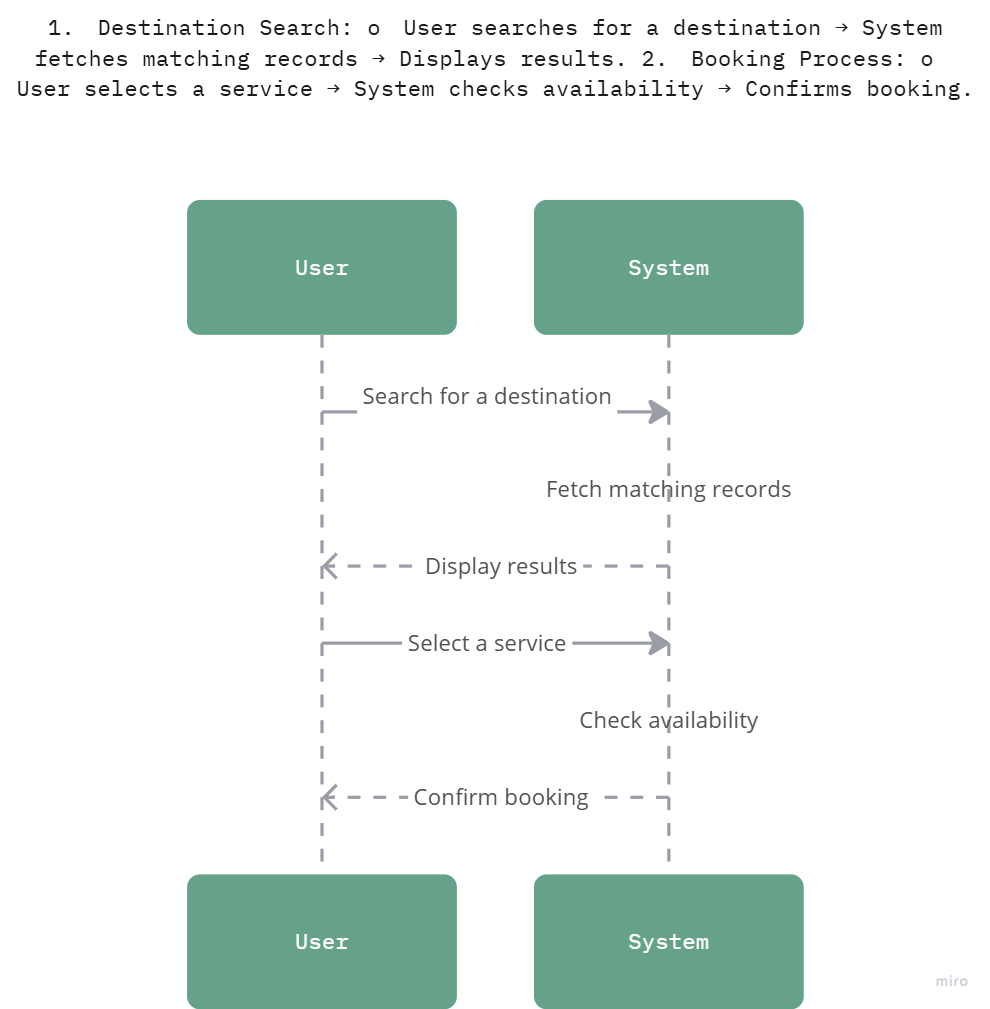 1.  Destination Search: o  User searches for a destination → System
fetches matching records → Displays results. 2.  Booking Process: o
User selects a service → System checks availability → Confirms booking.
User
System
Search for a destination
Fetch matching records
Display results
Select a service
Check availability
Confirm booking
User
System
miro